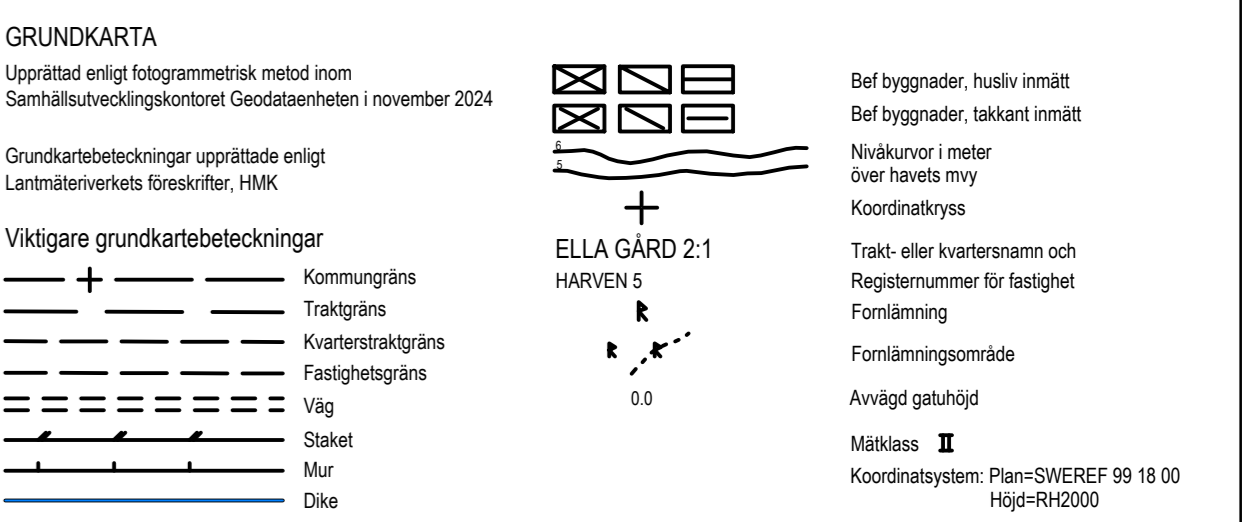 GRUNDKARTA
Upprättad enligt fotogrammetrisk metod inom
Samhällsutvecklingskontoret Geodataenheten i november 2024
Grundkartebeteckningar upprättade enligt
Lantmäteriverkets föreskrifter, HMK
Viktigare grundkartebeteckningar
Kommungräns
Traktgräns
Kvarterstraktgräns
Fastighetsgräns
Väg
Staket
Mur
Dike
Bef byggnader, husliv inmätt
Bef byggnader, takkant inmätt
6
5
Nivåkurvor i meter
över havets mvy
Koordinatkryss
ELLA GÅRD 2:1
Trakt- eller kvartersnamn och
HARVEN 5
Registernummer för fastighet
R
Fornlämning
R R
Fornlämningsområde
0.0
Avvägd gatuhöjd
Mätklass II
Koordinatsystem: Plan=SWEREF 99 18 00
Höjd=RH2000